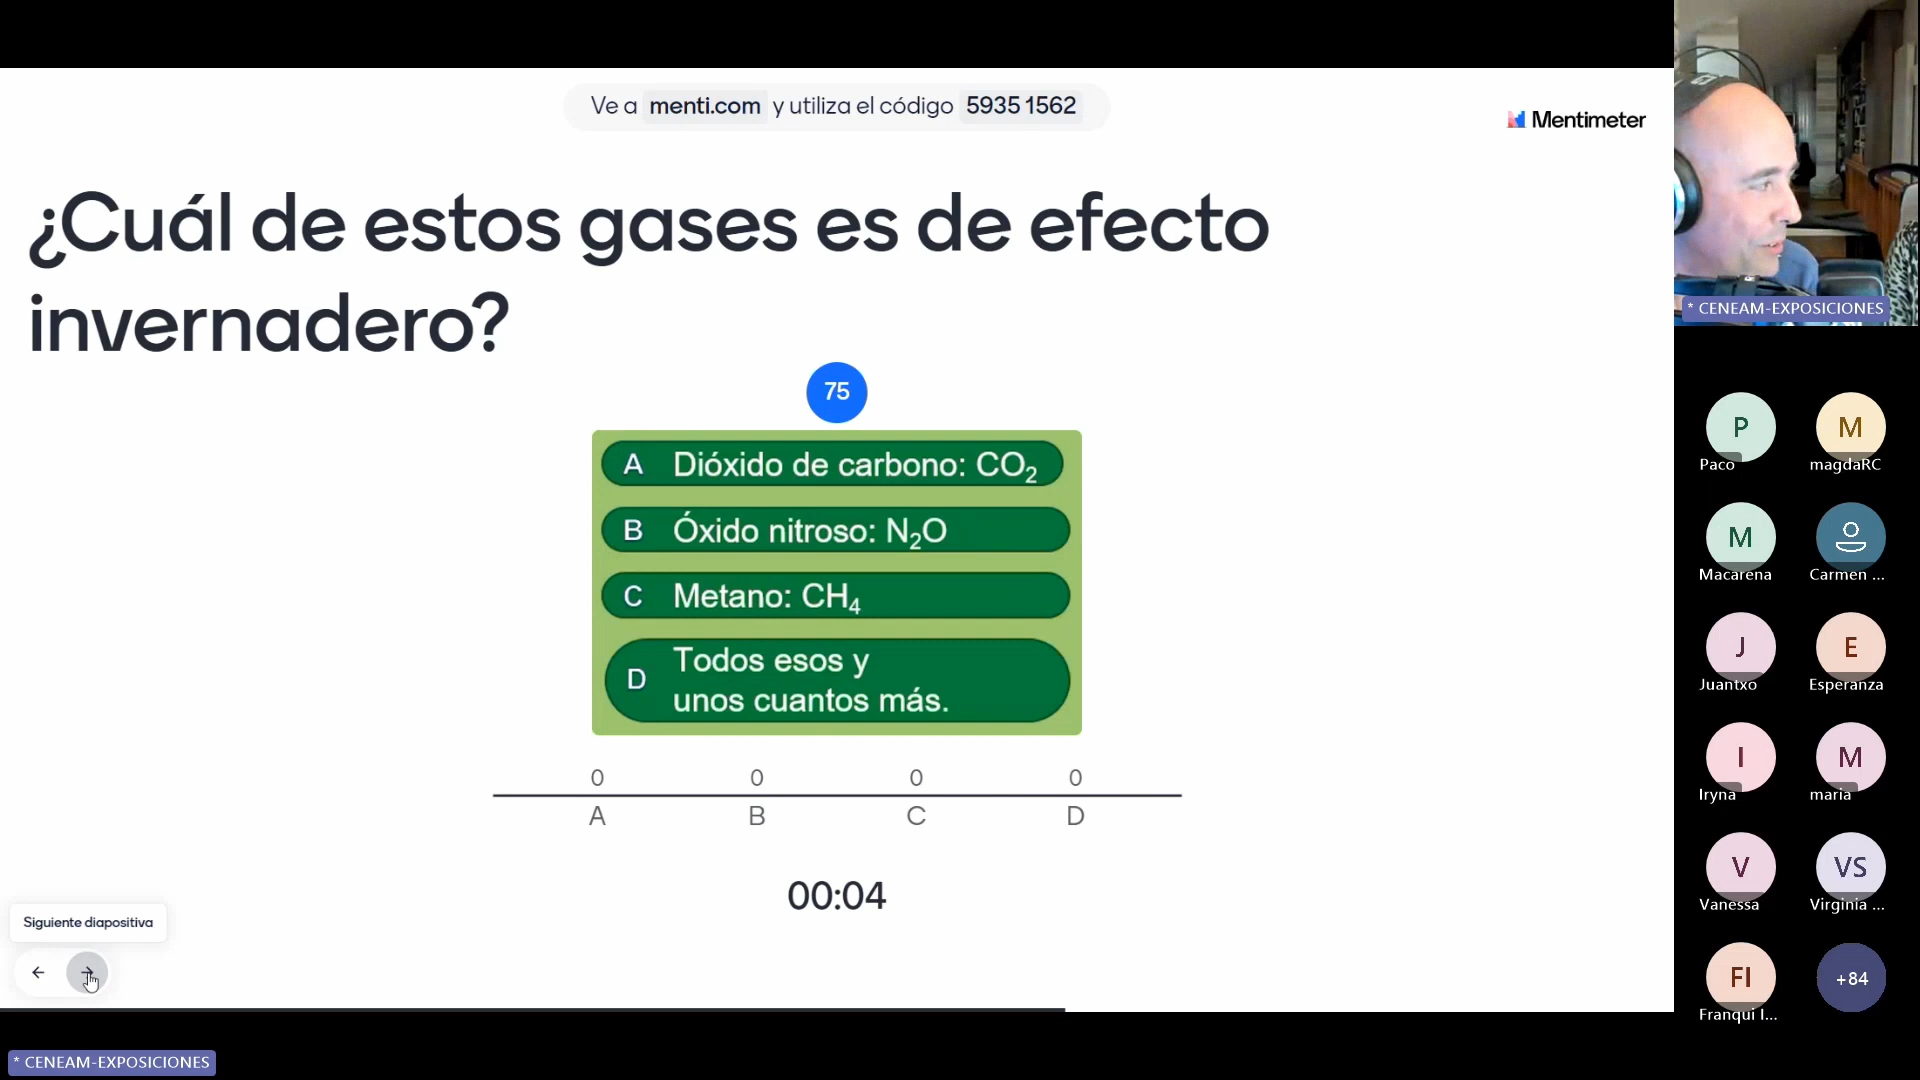 Ve a menti.com y utiliza el código 5935 1562
Mentimeter
¿Cuál de estos gases es de efecto
invernadero?
75
A Dióxido de carbono: CO₂
B Óxido nitroso: N₂O
C Metano: CH₄
D Todos esos y
unos cuantos más.
0 0 0 0
A B C D
00:04
Siguiente diapositiva
* CENEAM-EXPOSICIONES
* CENEAM-EXPOSICIONES
P M
Paco magdaRC
M
Macarena Carmen ...
J E
Juantxo Esperanza
I M
Iryna maria
V VS
Vanessa Virginia ...
FI +84
Franqui I...